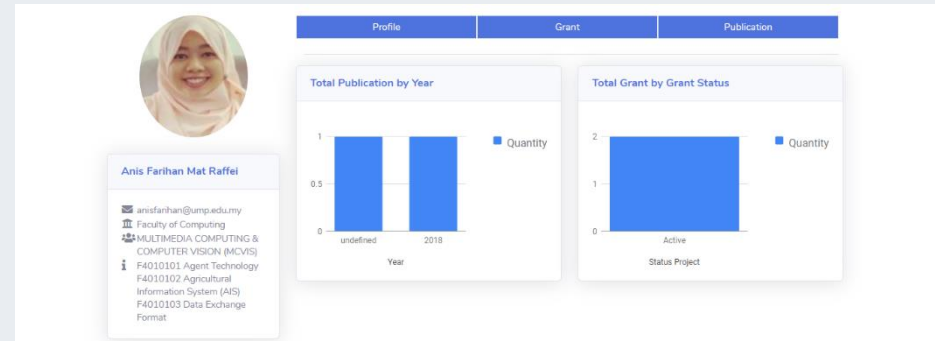 Profile
Grant
Publication
Total Publication by Year
1
0.5
0
undefined
2018
Year
Quantity
Total Grant by Grant Status
2
1
0
Active
Status Project
Quantity
Anis Farihan Mat Raffei
anisfarihan@ump.edu.my
Faculty of Computing
MULTIMEDIA COMPUTING &
COMPUTER VISION (MCVIS)
F4010101 Agent Technology
F4010102 Agricultural
Information System (AIS)
F4010103 Data Exchange
Format